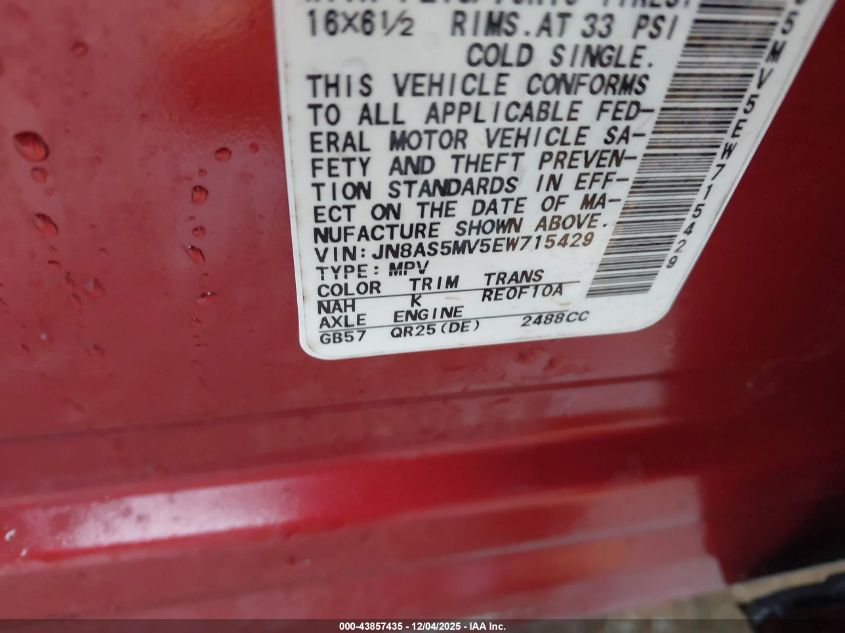 16X6½ RIMS. AT 33 PSI
COLD SINGLE.
THIS VEHICLE CONFORMS
TO ALL APPLICABLE FED-
ERAL MOTOR VEHICLE SA-
FETY AND THEFT PREVEN-
TION STANDARDS IN EFF-
ECT ON THE DATE OF MA-
NUFACTURE SHOWN ABOVE.
VIN: JN8AS5MV5EW715429
TYPE: MPV
COLOR TRIM TRANS
NAH K RE0F10A
AXLE ENGINE
GB57 QR25(DE) 2488CC
5MV5EW715429
000-43857435 - 12/04/2025 - IAA Inc.